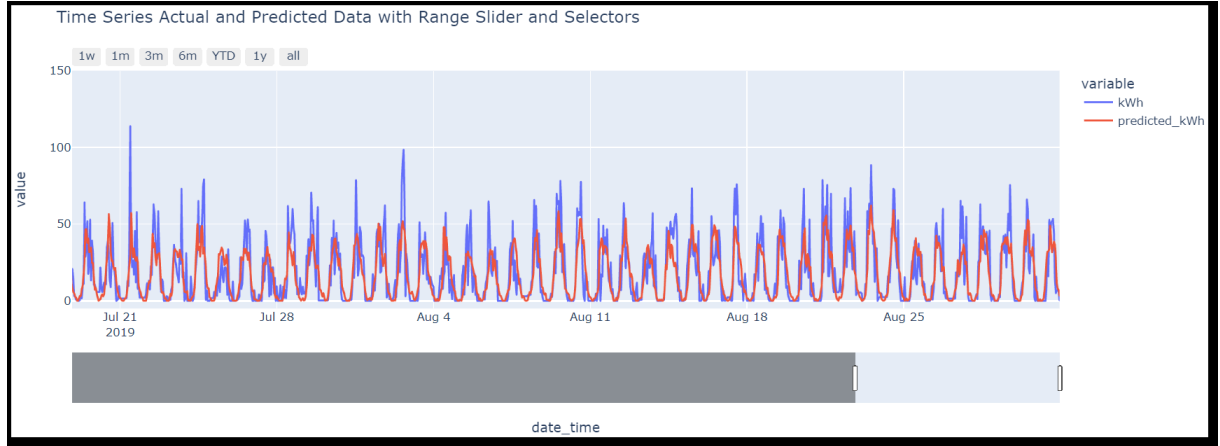 Time Series Actual and Predicted Data with Range Slider and Selectors
1w 1m 3m 6m YTD 1y all
150
100
50
0
value
variable
kWh
predicted_kWh
Jul 21 Jul 28 Aug 4 Aug 11 Aug 18 Aug 25
2019
date_time